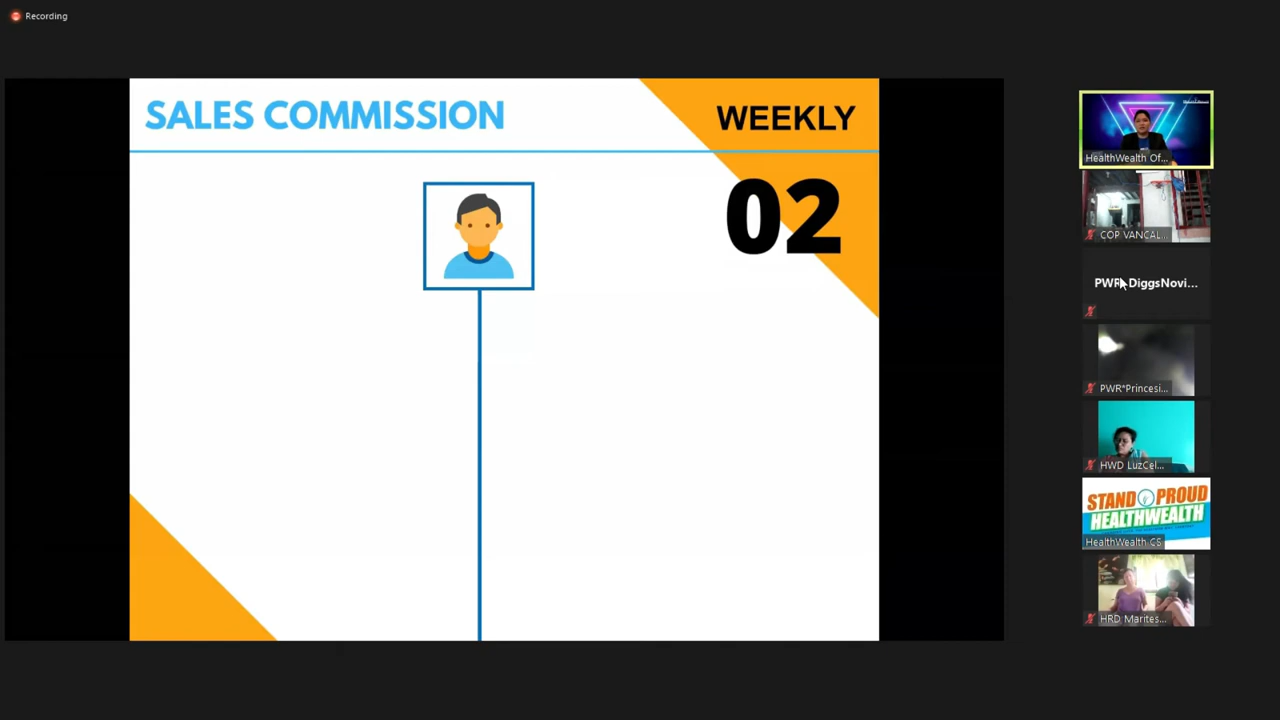 Recording
SALES COMMISSION
WEEKLY
02
HealthWealth Of...
COP VANCAL...
DiggsNovi...
PWR*Princesi...
HWD LuzCel...
STAND PROUD
HEALTHWEALTH
HealthWealth CS
HRD Marites...